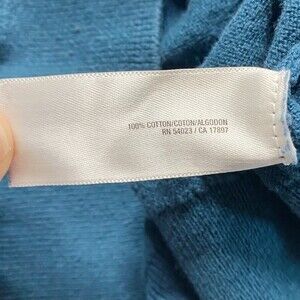 100% COTTON/COTON/ALGODON
RN 54023 / CA 17897